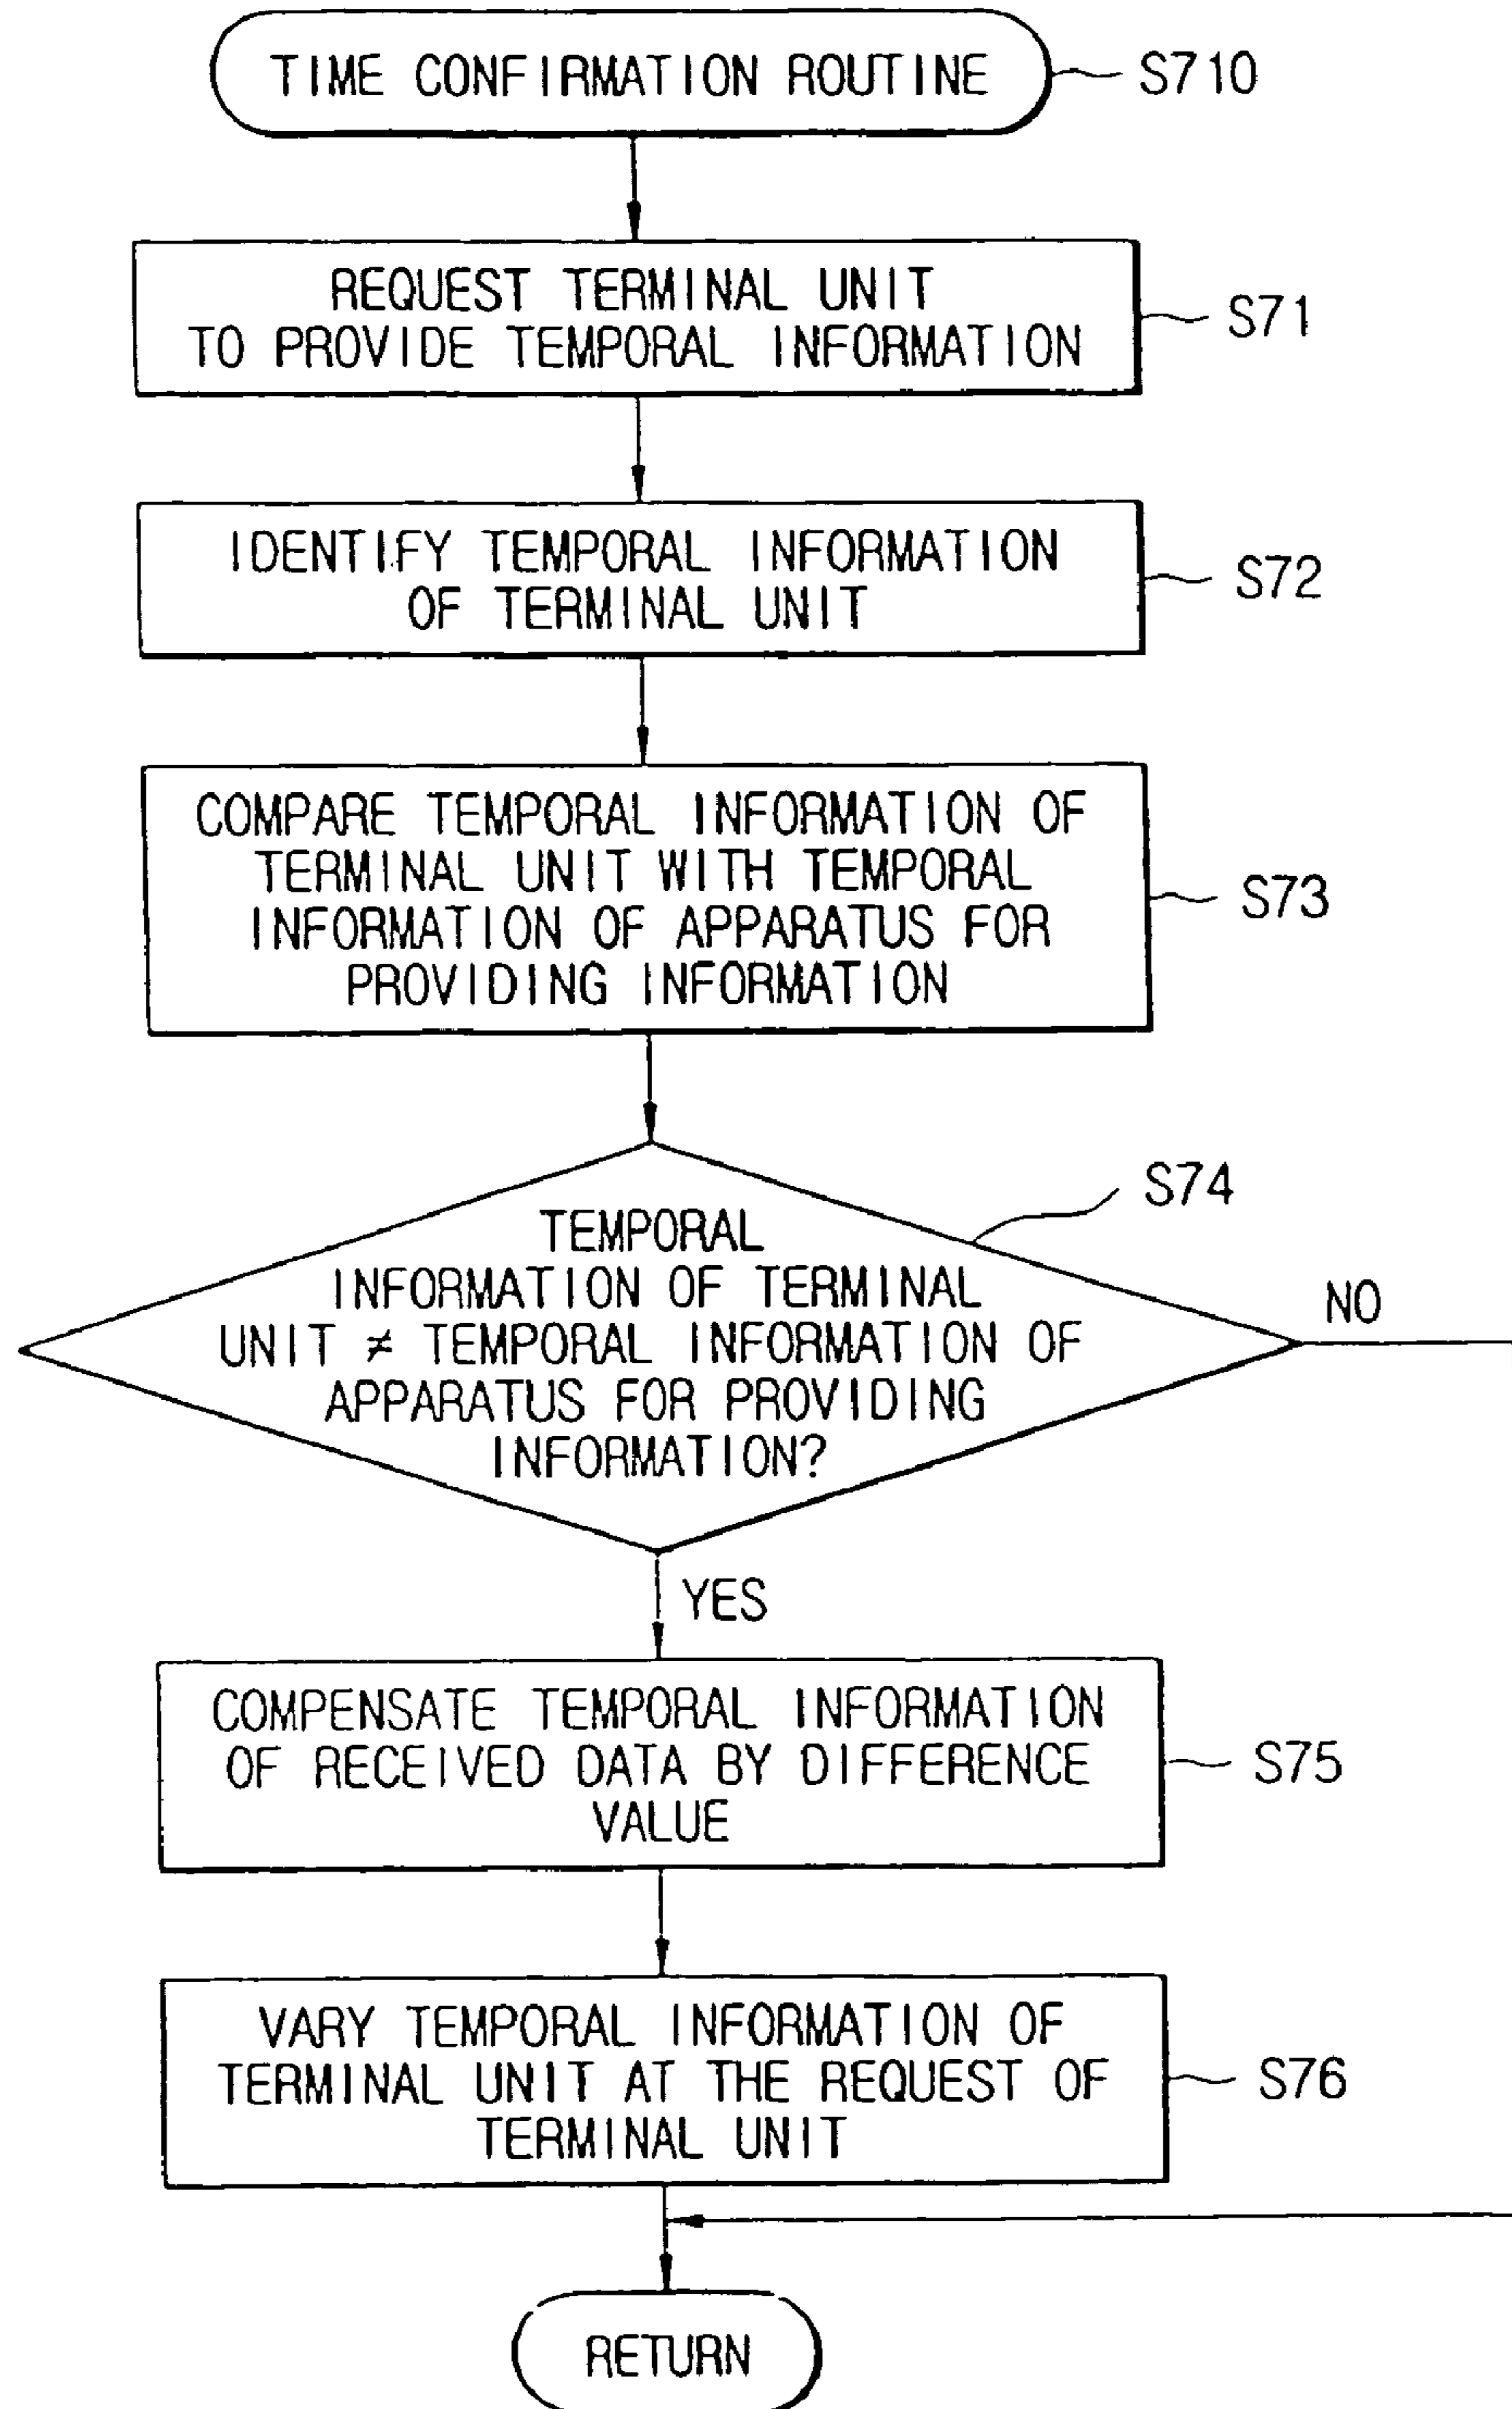 TIME CONFIRMATION ROUTINE
S710
REQUEST TERMINAL UNIT
TO PROVIDE TEMPORAL INFORMATION
S71
IDENTIFY TEMPORAL INFORMATION
OF TERMINAL UNIT
S72
COMPARE TEMPORAL INFORMATION OF
TERMINAL UNIT WITH TEMPORAL
INFORMATION OF APPARATUS FOR
PROVIDING INFORMATION
S73
S74
TEMPORAL
INFORMATION OF TERMINAL
UNIT ≠ TEMPORAL INFORMATION OF
APPARATUS FOR PROVIDING
INFORMATION?
NO
YES
COMPENSATE TEMPORAL INFORMATION
OF RECEIVED DATA BY DIFFERENCE
VALUE
S75
VARY TEMPORAL INFORMATION OF
TERMINAL UNIT AT THE REQUEST OF
TERMINAL UNIT
S76
RETURN